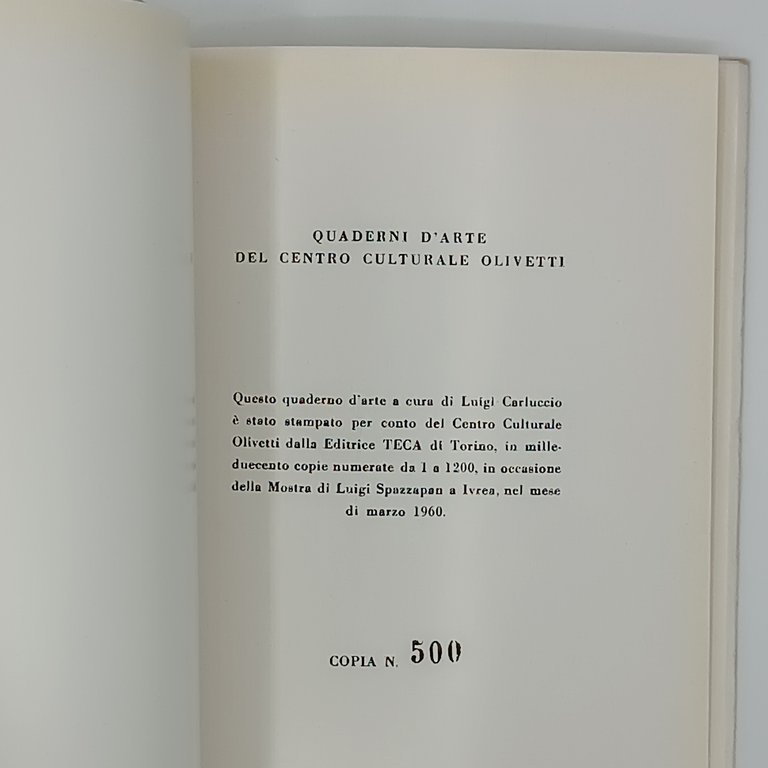 QUADERNI D'ARTE
DEL CENTRO CULTURALE OLIVETTI
Questo quaderno d'arte a cura di Luigi Carluccio
è stato stampato per conto del Centro Culturale
Olivetti dalla Editrice TECA di Torino, in mille-
duecento copie numerate da 1 a 1200, in occasione
della Mostra di Luigi Spazzapan a Ivrea, nel mese
di marzo 1960.
COPIA N. 500